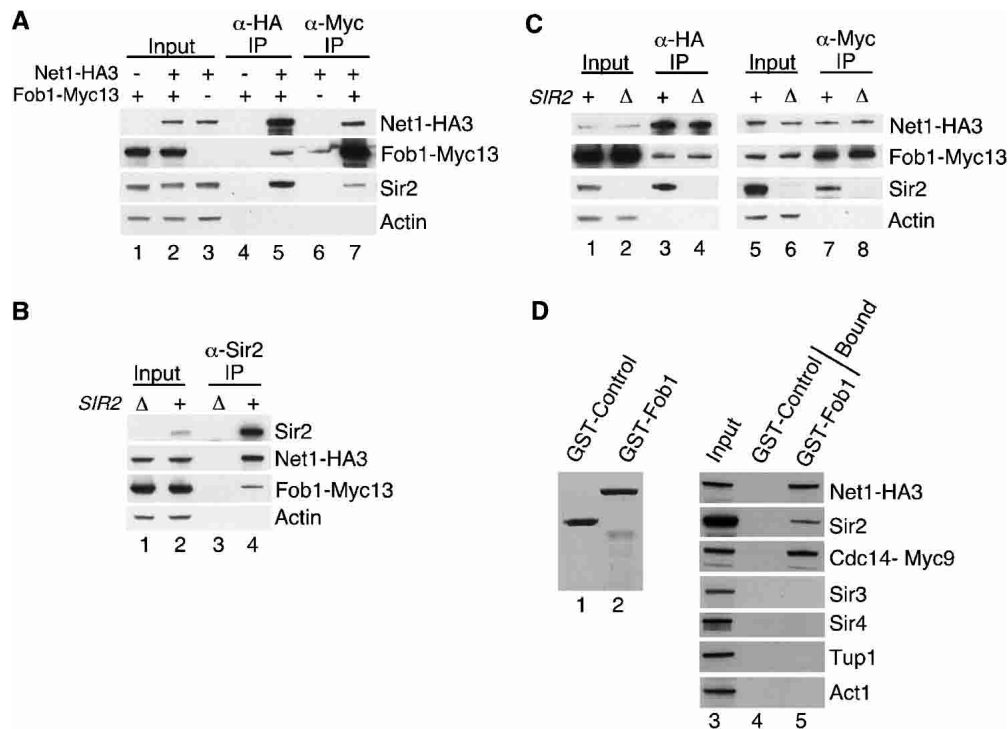 A
Input
α-HA IP
α-Myc IP
Net1-HA3 - + + - + + +
Fob1-Myc13 + + - + + - +
Net1-HA3
Fob1-Myc13
Sir2
Actin
1 2 3 4 5 6 7
B
Input
α-Sir2 IP
SIR2 Δ + Δ +
Sir2
Net1-HA3
Fob1-Myc13
Actin
1 2 3 4
C
Input
α-HA IP
Input
α-Myc IP
SIR2 + Δ + Δ + Δ + Δ
Net1-HA3
Fob1-Myc13
Sir2
Actin
1 2 3 4 5 6 7 8
D
GST-Control
GST-Fob1
1 2
Input
GST-Control
GST-Fob1
Bound
Net1-HA3
Sir2
Cdc14- Myc9
Sir3
Sir4
Tup1
Act1
3 4 5